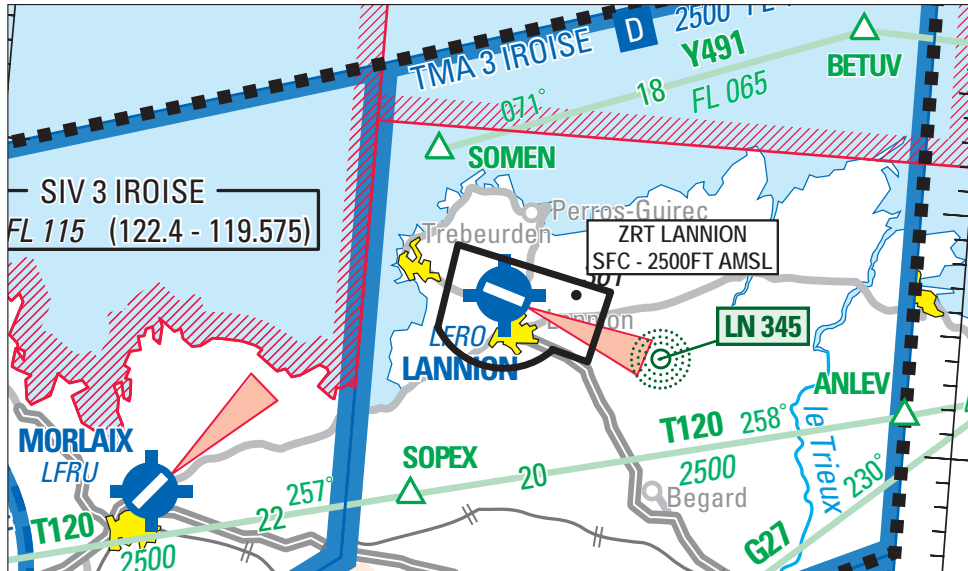 D
2500
TMA 3 IROISE
Y491
BETUV
071°
18
FL 065
SOMEN
SIV 3 IROISE
FL 115 (122.4 - 119.575)
Perros-Guirec
Trebeurden
ZRT LANNION
SFC - 2500FT AMSL
Lannion
LFRO
LANNION
LN 345
ANLEV
MORLAIX
LFRU
SOPEX
T120
258°
20
2500
le Trieux
230°
257°
22
Begard
T120
2500
G27